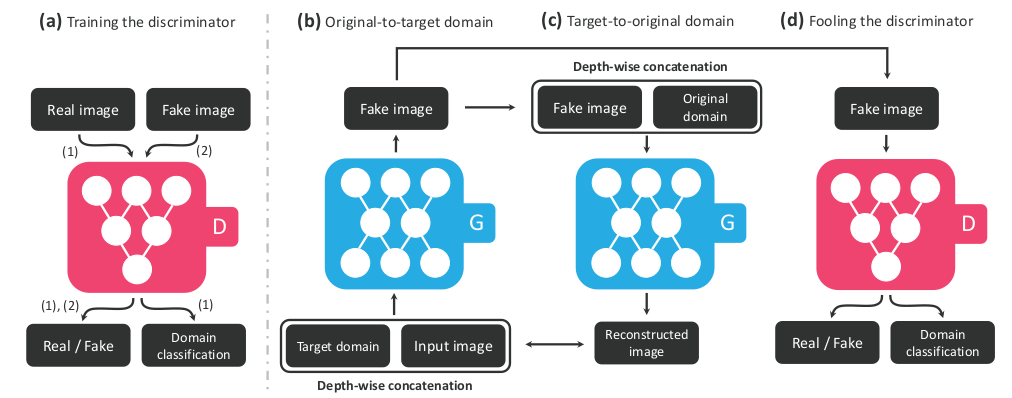 (a) Training the discriminator
Real image
Fake image
(1)
(2)
D
(1), (2)
(1)
Real / Fake
Domain
classification
(b) Original-to-target domain
Fake image
G
Target domain
Input image
Depth-wise concatenation
(c) Target-to-original domain
Depth-wise concatenation
Fake image
Original
domain
G
Reconstructed
image
(d) Fooling the discriminator
Fake image
D
Real / Fake
Domain
classification